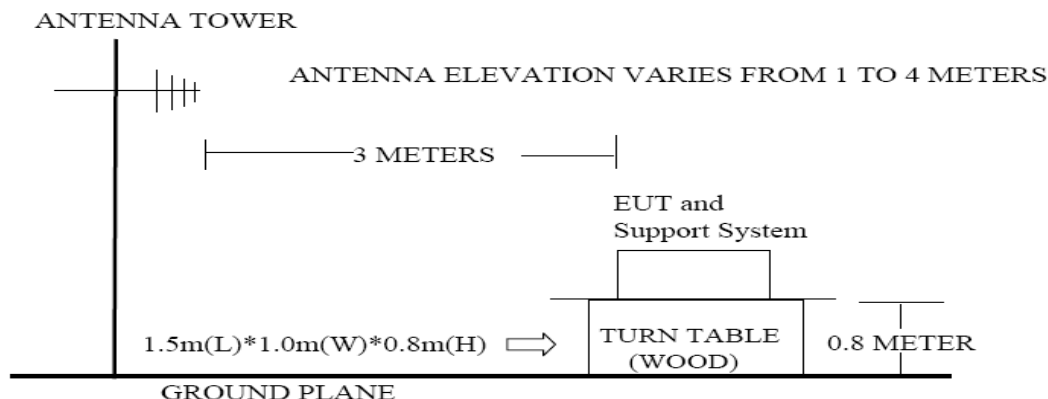 ANTENNA TOWER
ANTENNA ELEVATION VARIES FROM 1 TO 4 METERS
3 METERS
EUT and
Support System
1.5m(L)*1.0m(W)*0.8m(H)
TURN TABLE
(WOOD)
0.8 METER
GROUND PLANE